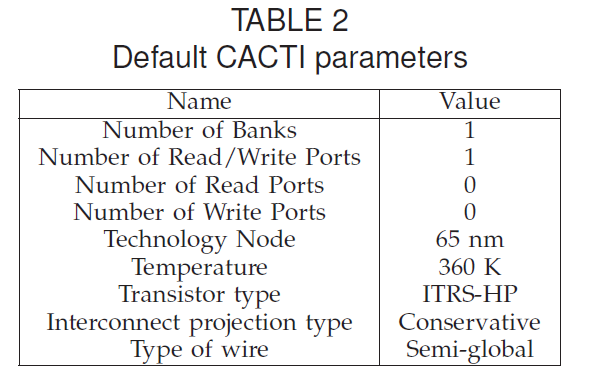 TABLE 2
Default CACTI parameters
Name Value
Number of Banks 1
Number of Read/Write Ports 1
Number of Read Ports 0
Number of Write Ports 0
Technology Node 65 nm
Temperature 360 K
Transistor type ITRS-HP
Interconnect projection type Conservative
Type of wire Semi-global